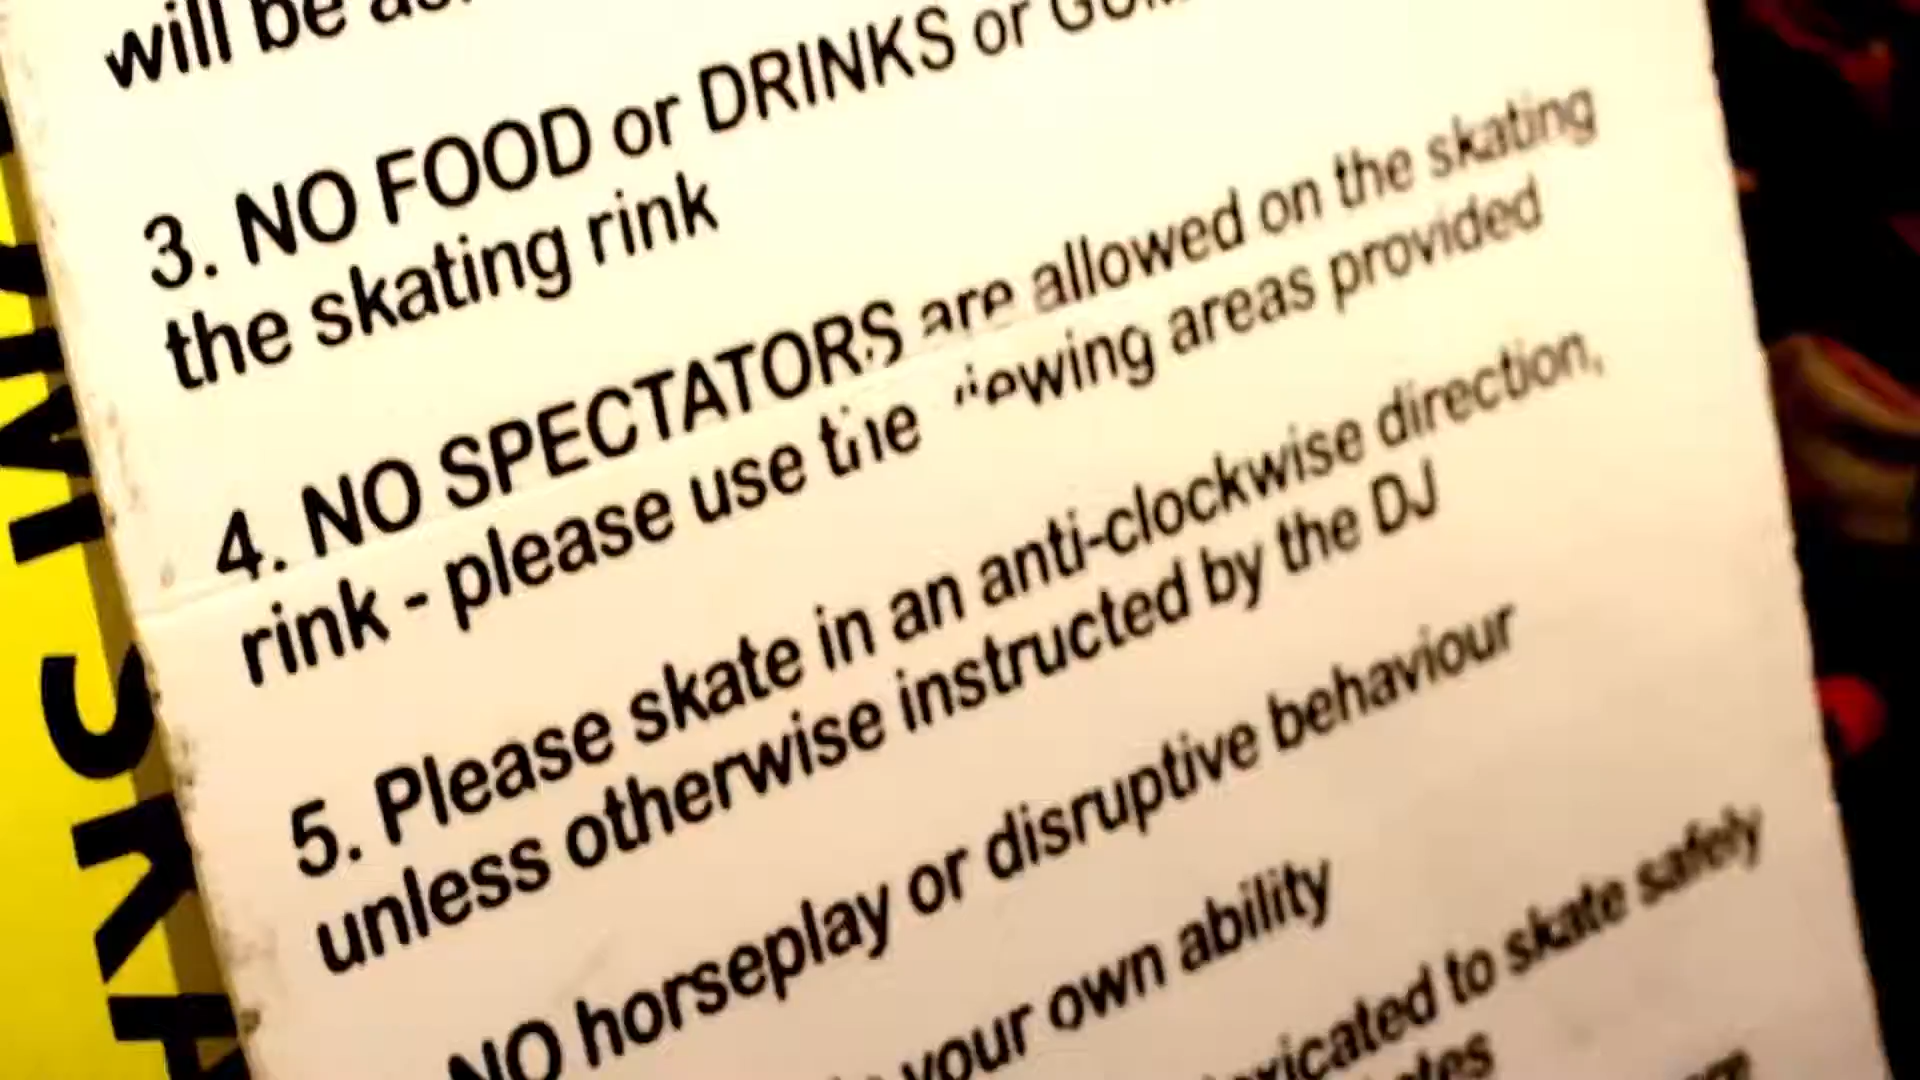 will be
3. NO FOOD or DRINKS or
the skating rink
4. NO SPECTATORS are allowed on the skating
rink - please use the viewing areas provided
5. Please skate in an anti-clockwise direction,
unless otherwise instructed by the DJ
NO horseplay or disruptive behaviour
your own ability
to skate safely